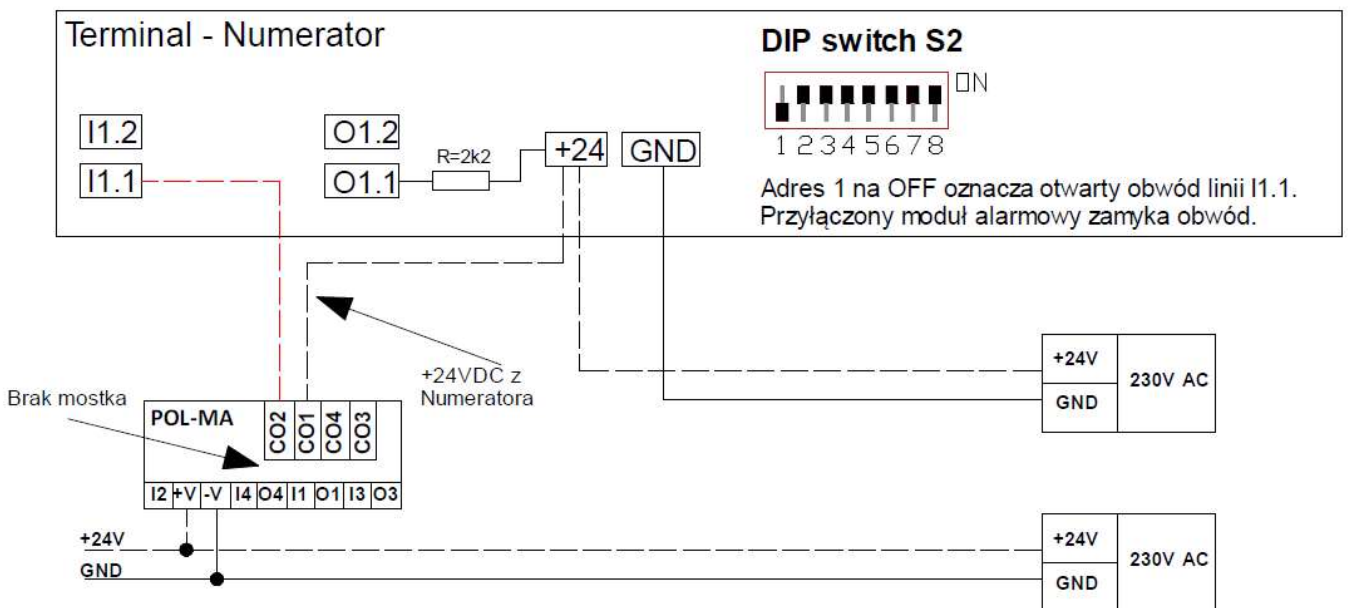 Terminal - Numerator
DIP switch S2
ON
1 2 3 4 5 6 7 8
I1.2
I1.1
O1.2
O1.1
R=2k2
+24
GND
Adres 1 na OFF oznacza otwarty obwód linii I1.1.
Przyłączony moduł alarmowy zamyka obwód.
+24VDC z
Numeratora
Brak mostka
POL-MA
CO2
CO1
CO4
CO3
I2 +V -V I4 O4 I1 O1 I3 O3
+24V
GND
+24V
GND
230V AC
+24V
GND
230V AC